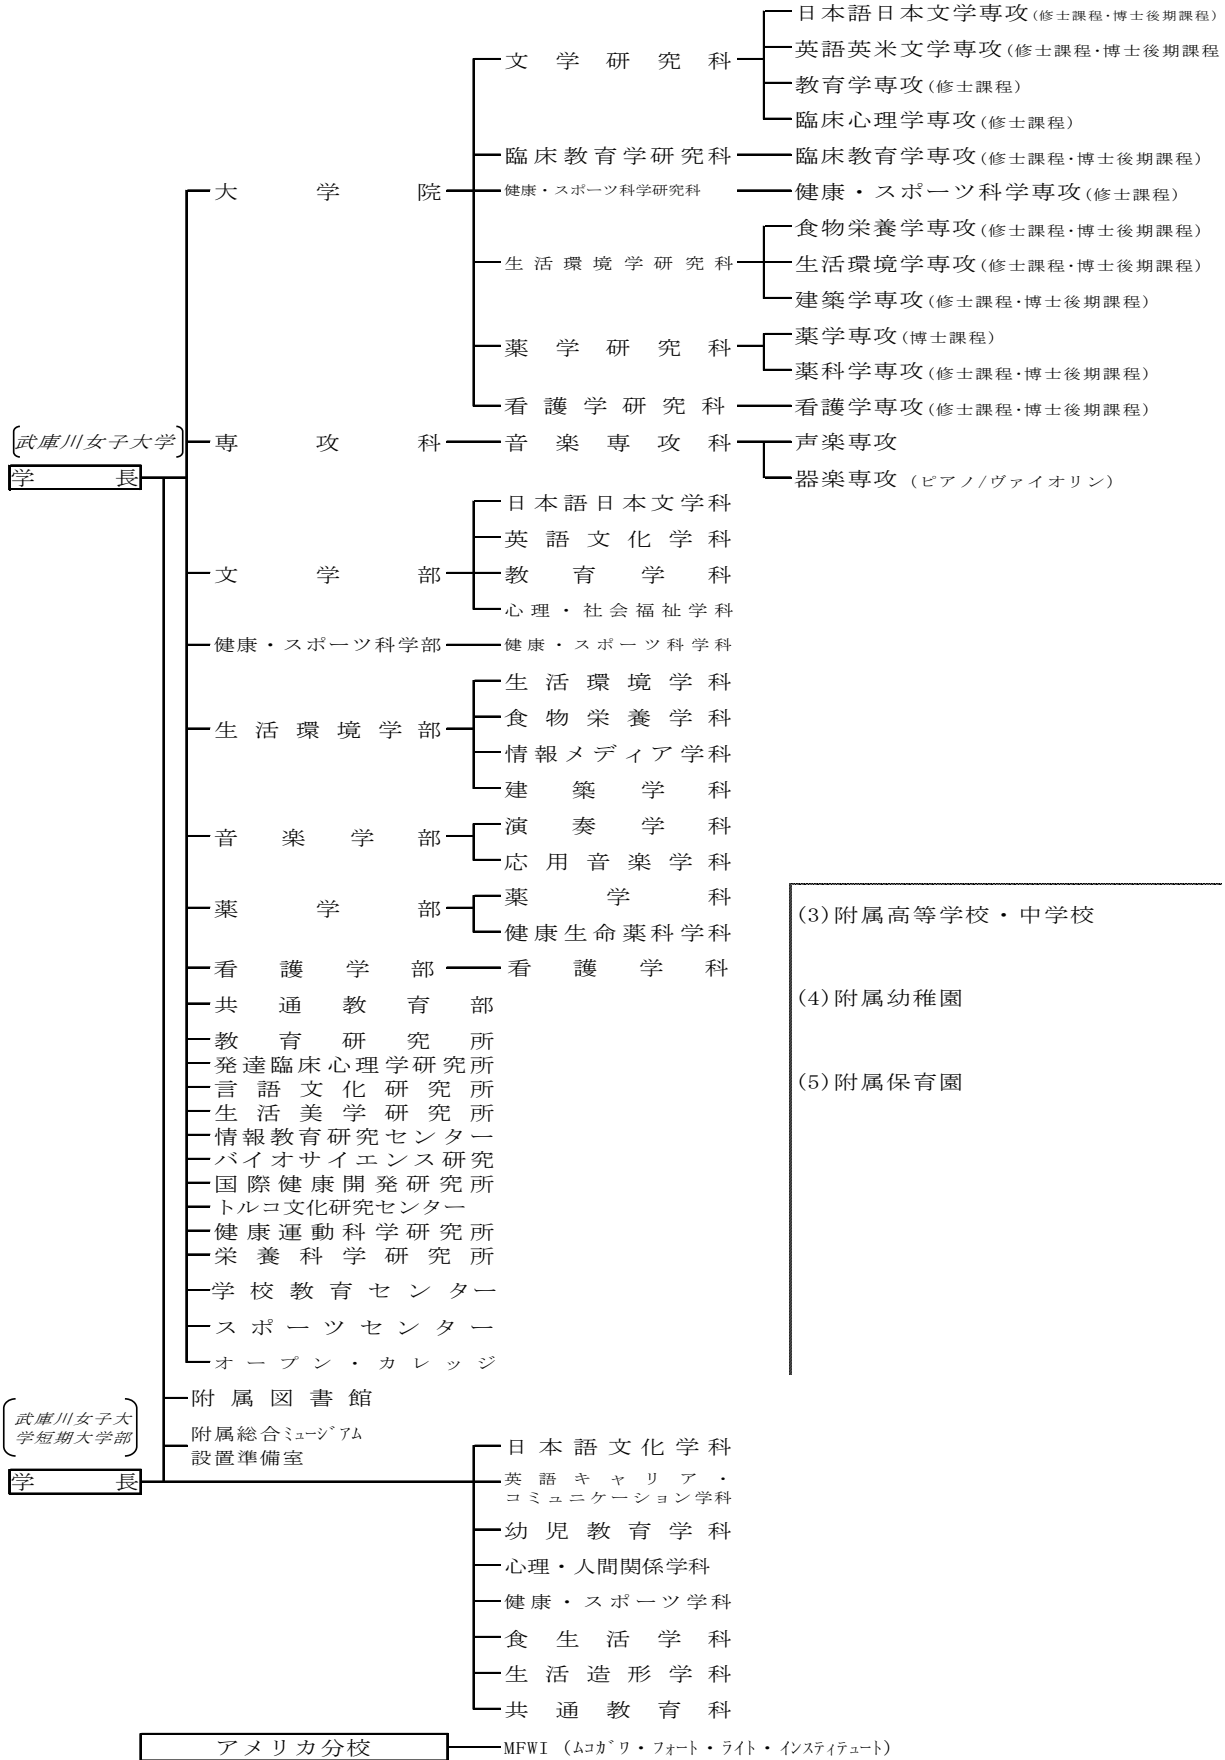 日本語日本文学専攻(修士課程・博士後期課程)
文学研究科 英語英米文学専攻(修士課程・博士後期課程
教育学専攻(修士課程)
臨床心理学専攻(修士課程)
臨床教育学研究科 臨床教育学専攻(修士課程・博士後期課程)
大学院 健康・スポーツ科学研究科 健康・スポーツ科学専攻(修士課程)
食物栄養学専攻(修士課程・博士後期課程)
生活環境学研究科 生活環境学専攻(修士課程・博士後期課程)
建築学専攻(修士課程・博士後期課程)
薬学研究科 薬学専攻(博士課程)
薬科学専攻(修士課程・博士後期課程)
看護学研究科 看護学専攻(修士課程・博士後期課程)
武庫川女子大学 専攻科 音楽専攻科 声楽専攻
学長 器楽専攻 (ピアノ/ヴァイオリン)
日本語日本文学科
英語文化学科
文学部 教育学科
心理・社会福祉学科
健康・スポーツ科学部 健康・スポーツ科学科
生活環境学科
生活環境学部 食物栄養学科
情報メディア学科
建築学科
音楽学部 演奏学科
応用音楽学科
薬学部 薬学科
健康生命薬科学科
看護学部 看護学科
共通教育部
教育研究所
発達臨床心理学研究所
言語文化研究所
生活美学研究所
情報教育研究センター
バイオサイエンス研究
国際健康開発研究所
トルコ文化研究センター
健康運動科学研究所
栄養科学研究所
学校教育センター
スポーツセンター
オープン・カレッジ
(3)附属高等学校・中学校
(4)附属幼稚園
(5)附属保育園
附属図書館
武庫川女子大
学短期大学部
附属総合ミュージアム
設置準備室
学長
日本語文化学科
英語キャリア・
コミュニケーション学科
幼児教育学科
心理・人間関係学科
健康・スポーツ学科
食生活学科
生活造形学科
共通教育科
アメリカ分校 MFWI (ムコガワ・フォート・ライト・インスティテュート)